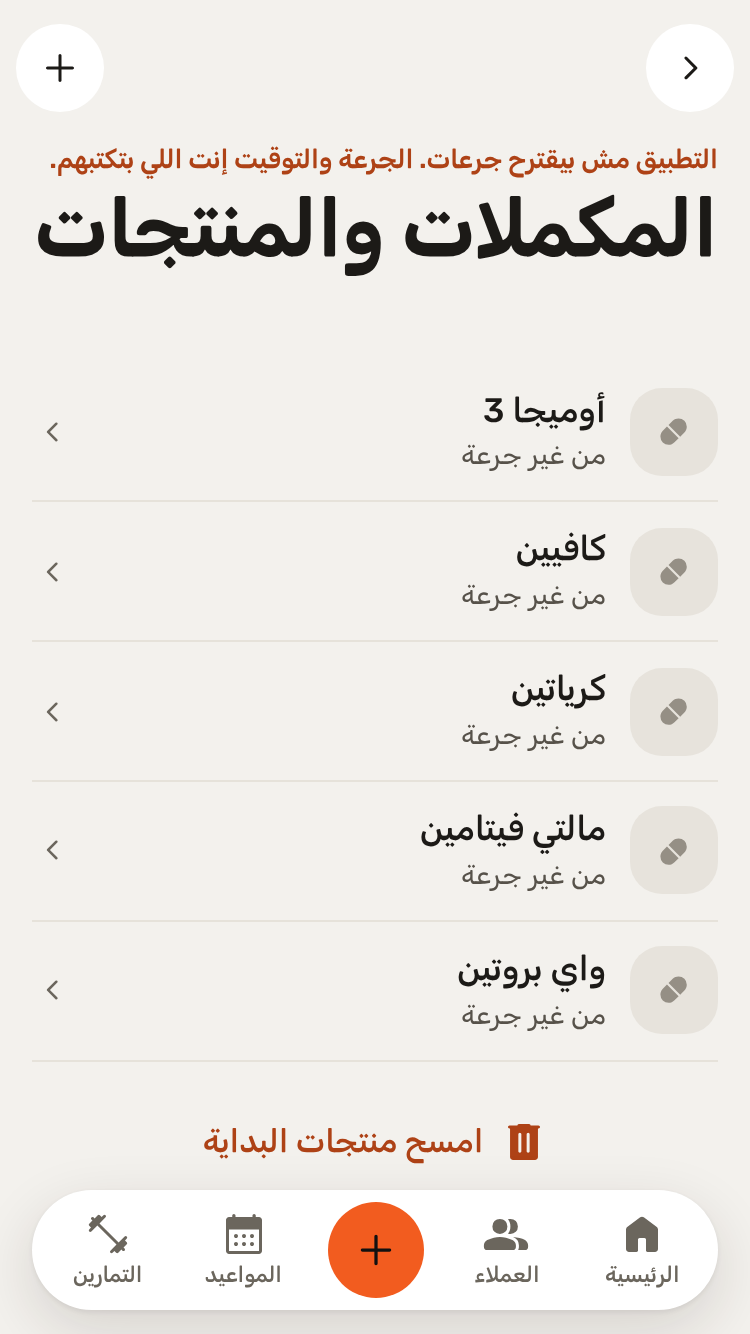 التطبيق مش بيقترح جرعات. الجرعة والتوقيت إنت اللي بتكتبهم.
المكملات والمنتجات
أوميجا 3
من غير جرعة
كافيين
من غير جرعة
كرياتين
من غير جرعة
مالتي فيتامين
من غير جرعة
واي بروتين
من غير جرعة
امسح منتجات البداية
الرئيسية
العملاء
المواعيد
التمارين